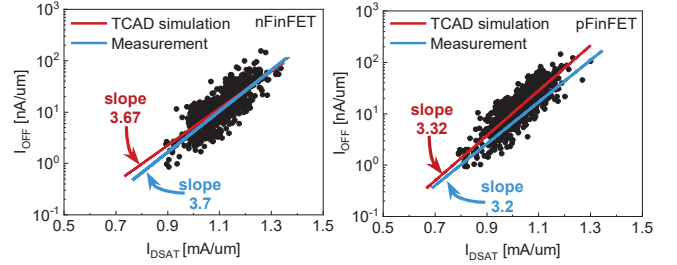 TCAD simulation nFinFET
Measurement
slope
3.67
slope
3.7
10³
10²
10¹
10⁰
10⁻¹
I_OFF [nA/um]
0.5 0.7 0.9 1.1 1.3 1.5
I_DSAT [mA/um]
TCAD simulation pFinFET
Measurement
slope
3.32
slope
3.2
10³
10²
10¹
10⁰
10⁻¹
I_OFF [nA/um]
0.5 0.7 0.9 1.1 1.3 1.5
I_DSAT [mA/um]